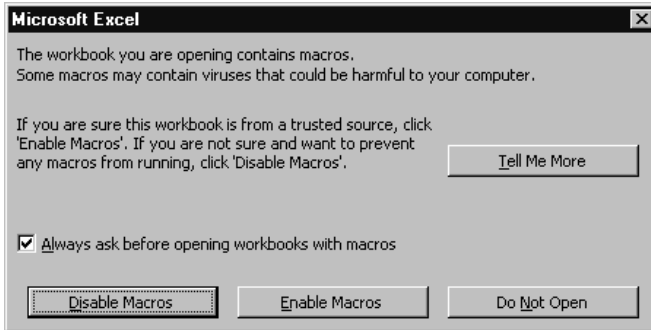 Microsoft Excel
The workbook you are opening contains macros.
Some macros may contain viruses that could be harmful to your computer.
If you are sure this workbook is from a trusted source, click
'Enable Macros'. If you are not sure and want to prevent
any macros from running, click 'Disable Macros'.
Tell Me More
Always ask before opening workbooks with macros
Disable Macros
Enable Macros
Do Not Open